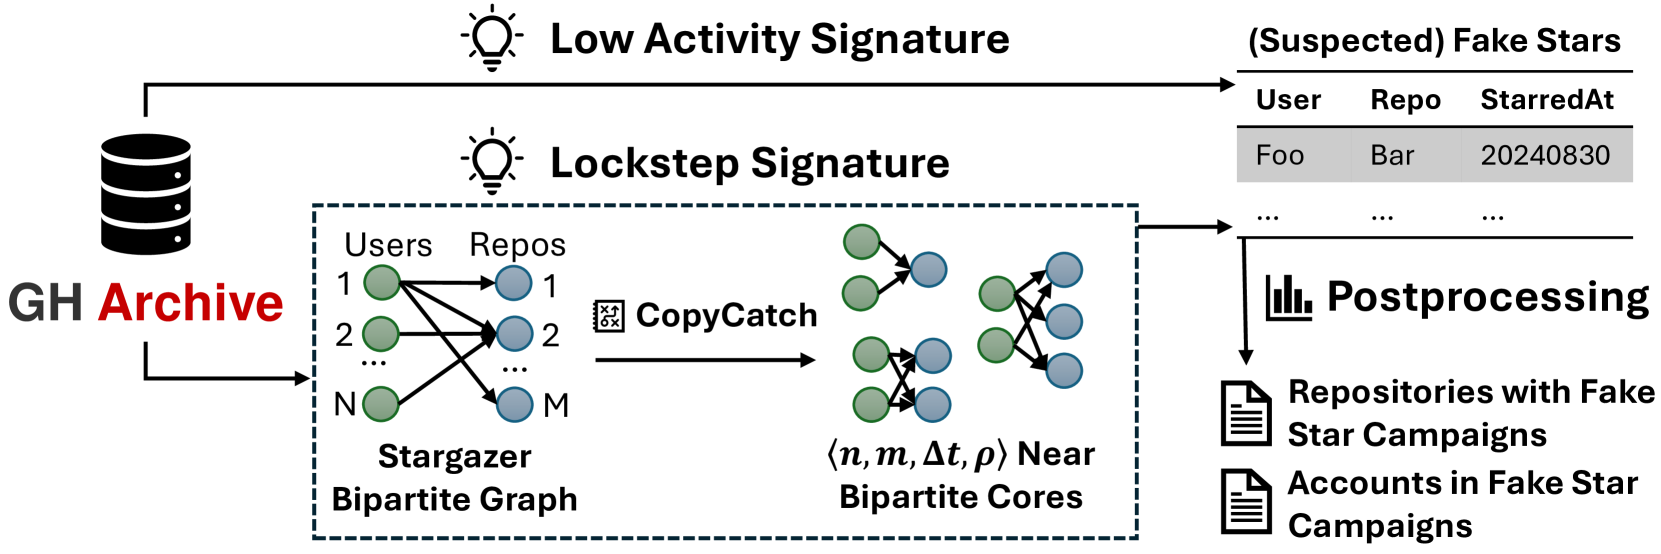 Low Activity Signature
(Suspected) Fake Stars
User Repo StarredAt
Foo Bar 20240830
... ... ...
Lockstep Signature
GH Archive
Users Repos
1 1
2 2
... ...
N M
Stargazer
Bipartite Graph
CopyCatch
⟨n, m, Δt, ρ⟩ Near
Bipartite Cores
Postprocessing
Repositories with Fake
Star Campaigns
Accounts in Fake Star
Campaigns